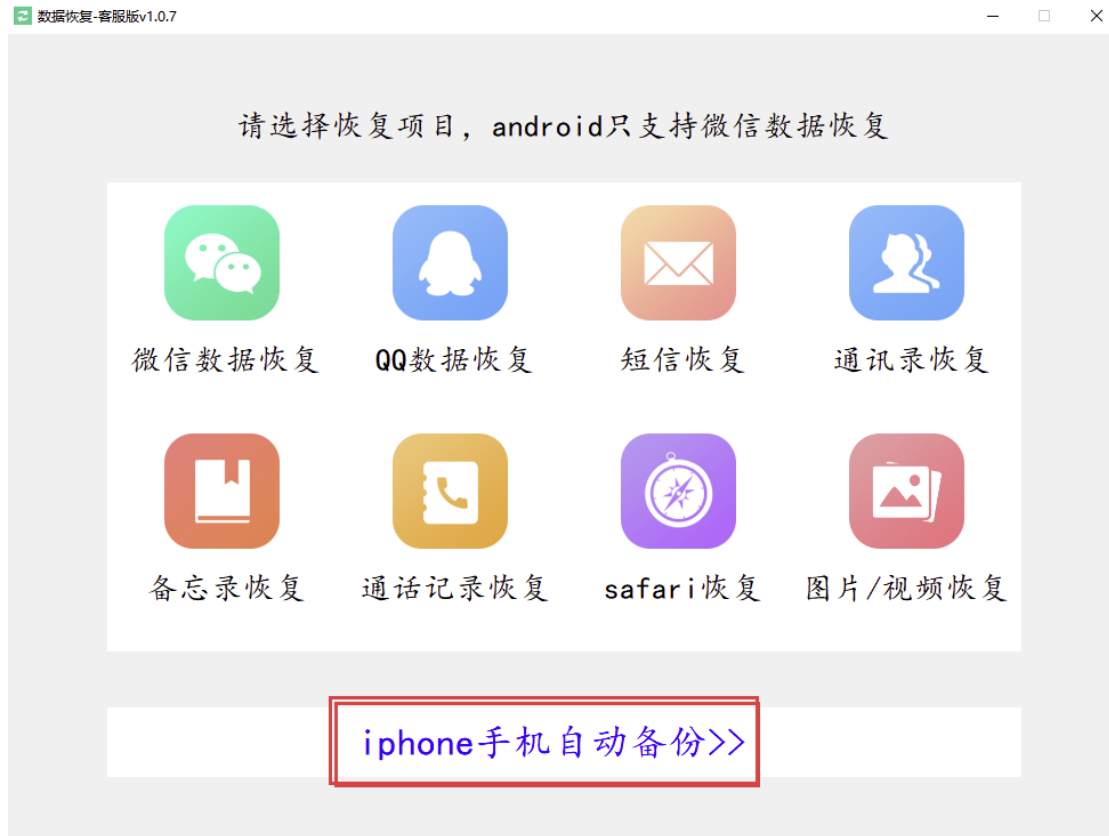 数据恢复-客服版v1.0.7
请选择恢复项目，android只支持微信数据恢复
微信数据恢复 QQ数据恢复 短信恢复 通讯录恢复
备忘录恢复 通话记录恢复 safari恢复 图片/视频恢复
iphone手机自动备份>>